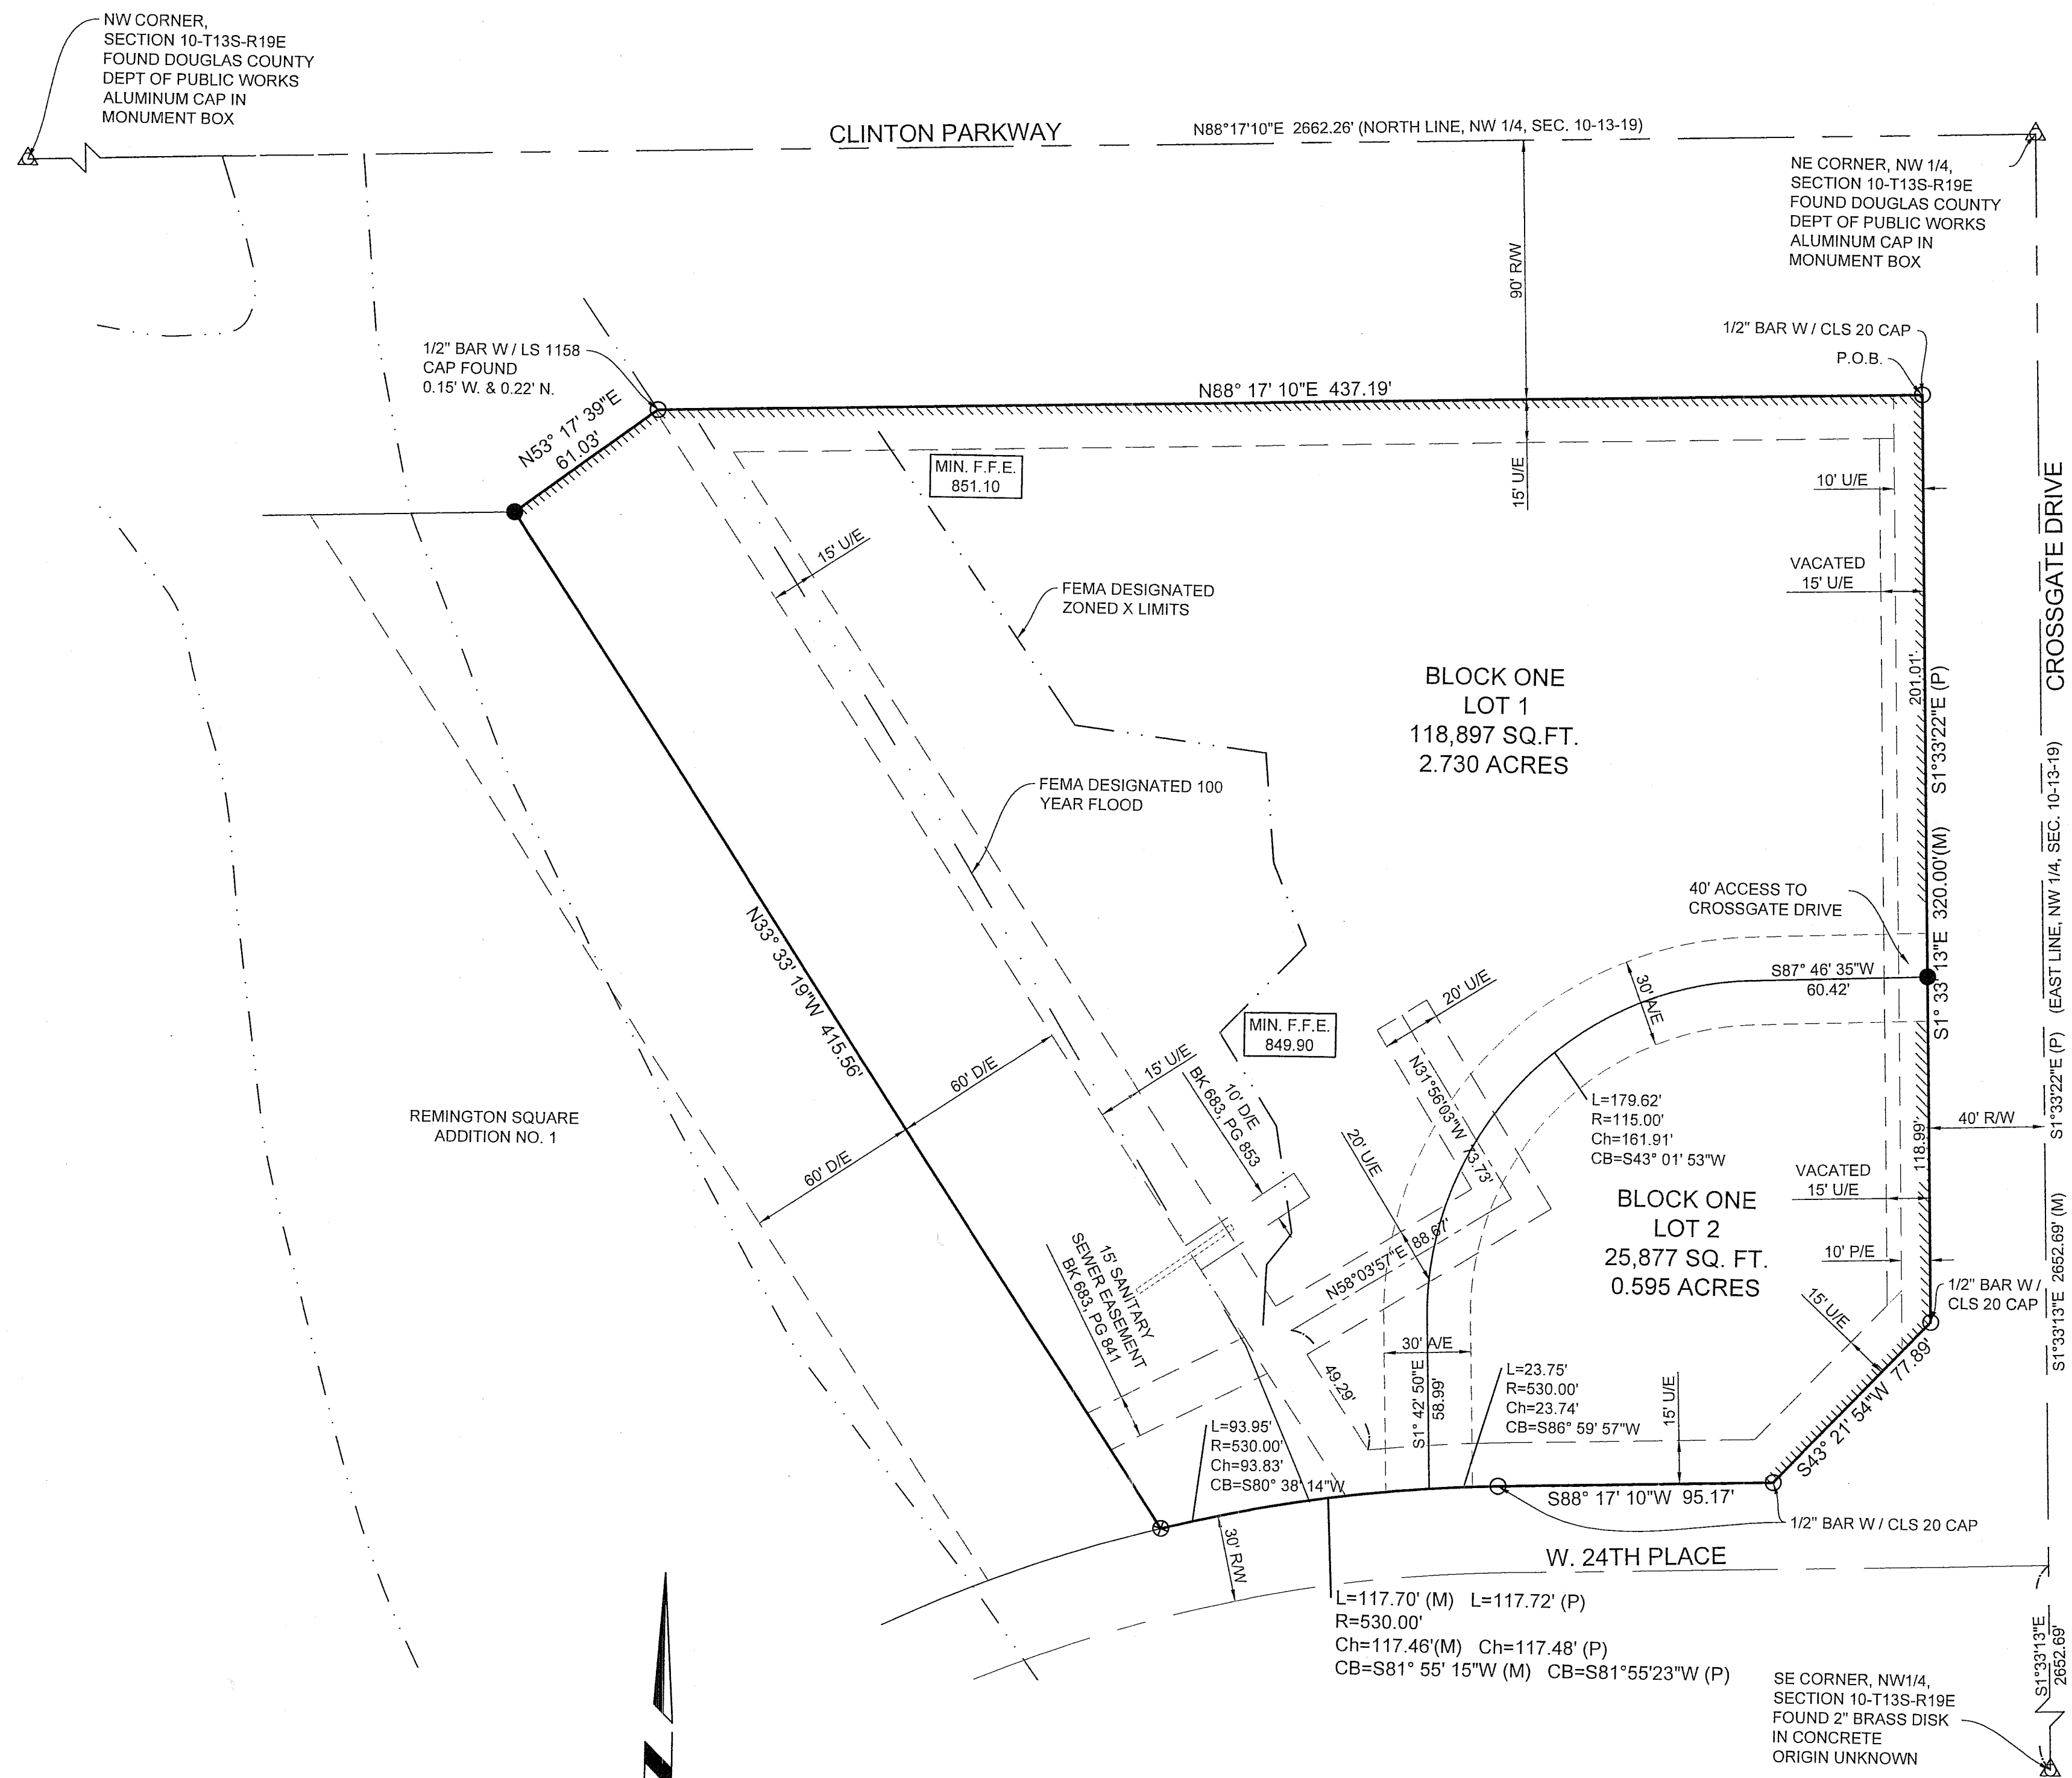 NW CORNER,
SECTION 10-T13S-R19E
FOUND DOUGLAS COUNTY
DEPT OF PUBLIC WORKS
ALUMINUM CAP IN
MONUMENT BOX
CLINTON PARKWAY
N88°17'10"E 2662.26' (NORTH LINE, NW 1/4, SEC. 10-13-19)
NE CORNER, NW 1/4,
SECTION 10-T13S-R19E
FOUND DOUGLAS COUNTY
DEPT OF PUBLIC WORKS
ALUMINUM CAP IN
MONUMENT BOX
90' R/W
1/2" BAR W / CLS 20 CAP
P.O.B.
1/2" BAR W / LS 1158
CAP FOUND
0.15' W. & 0.22' N.
N88° 17' 10"E 437.19'
N53° 17' 39"E
61.03'
MIN. F.F.E.
851.10
15' U/E
10' U/E
15' U/E
VACATED
15' U/E
FEMA DESIGNATED
ZONED X LIMITS
CROSSGATE DRIVE
BLOCK ONE
LOT 1
118,897 SQ.FT.
2.730 ACRES
201.01'
S1°33'22"E (P)
FEMA DESIGNATED 100
YEAR FLOOD
40' ACCESS TO
CROSSGATE DRIVE
S1° 33' 13"E 320.00'(M)
S1°33'13"E 2652.69' (M) S1°33'22"E (P) (EAST LINE, NW 1/4, SEC. 10-13-19)
N33° 33' 19"W 415.56'
S87° 46' 35"W
60.42'
30' A/E
20' U/E
MIN. F.F.E.
849.90
N31°56'03"W 73.73'
60' D/E
15' U/E
10' D/E
BK 683, PG 853
L=179.62'
R=115.00'
Ch=161.91'
CB=S43° 01' 53"W
REMINGTON SQUARE
ADDITION NO. 1
60' D/E
20' U/E
118.99'
40' R/W
VACATED
15' U/E
BLOCK ONE
LOT 2
25,877 SQ. FT.
0.595 ACRES
10' P/E
N58°03'57"E 88.67'
15' SANITARY
SEWER EASEMENT
BK 683, PG 841
1/2" BAR W /
CLS 20 CAP
15' U/E
30' A/E
49.29'
S1° 42' 50"E
58.99'
L=23.75'
R=530.00'
Ch=23.74'
CB=S86° 59' 57"W
15' U/E
S43° 21' 54"W 77.89'
L=93.95'
R=530.00'
Ch=93.83'
CB=S80° 38' 14"W
S88° 17' 10"W 95.17'
1/2" BAR W / CLS 20 CAP
30' R/W
W. 24TH PLACE
L=117.70' (M) L=117.72' (P)
R=530.00'
Ch=117.46'(M) Ch=117.48' (P)
CB=S81° 55' 15"W (M) CB=S81°55'23"W (P)
S1°33'13"E
2652.69'
SE CORNER, NW1/4,
SECTION 10-T13S-R19E
FOUND 2" BRASS DISK
IN CONCRETE
ORIGIN UNKNOWN